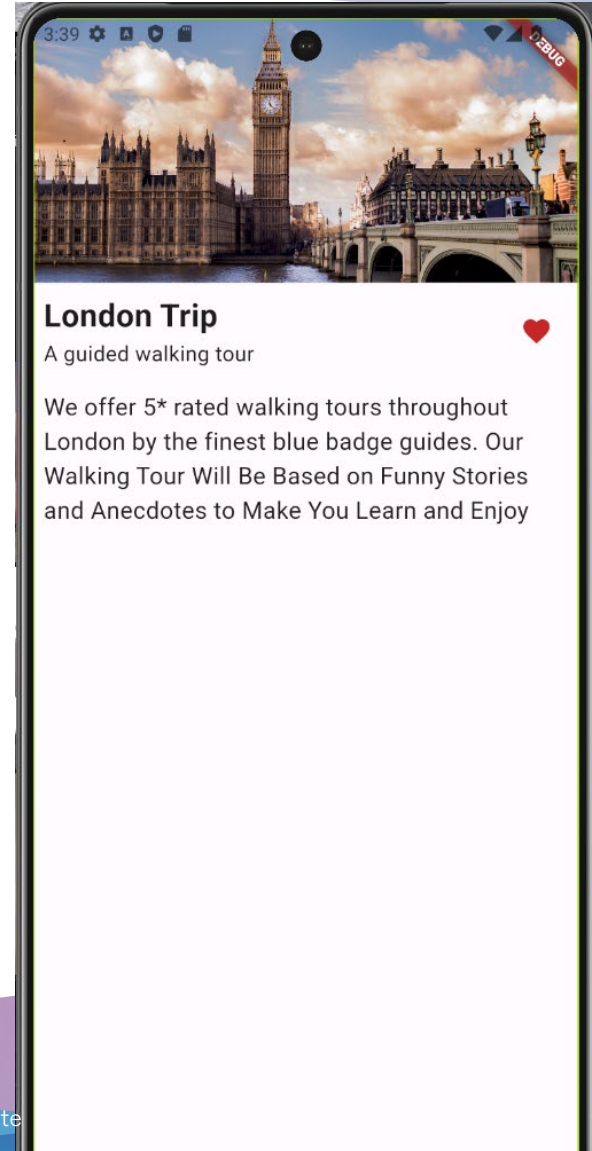 3:39
DEBUG
London Trip
A guided walking tour
We offer 5* rated walking tours throughout
London by the finest blue badge guides. Our
Walking Tour Will Be Based on Funny Stories
and Anecdotes to Make You Learn and Enjoy
te